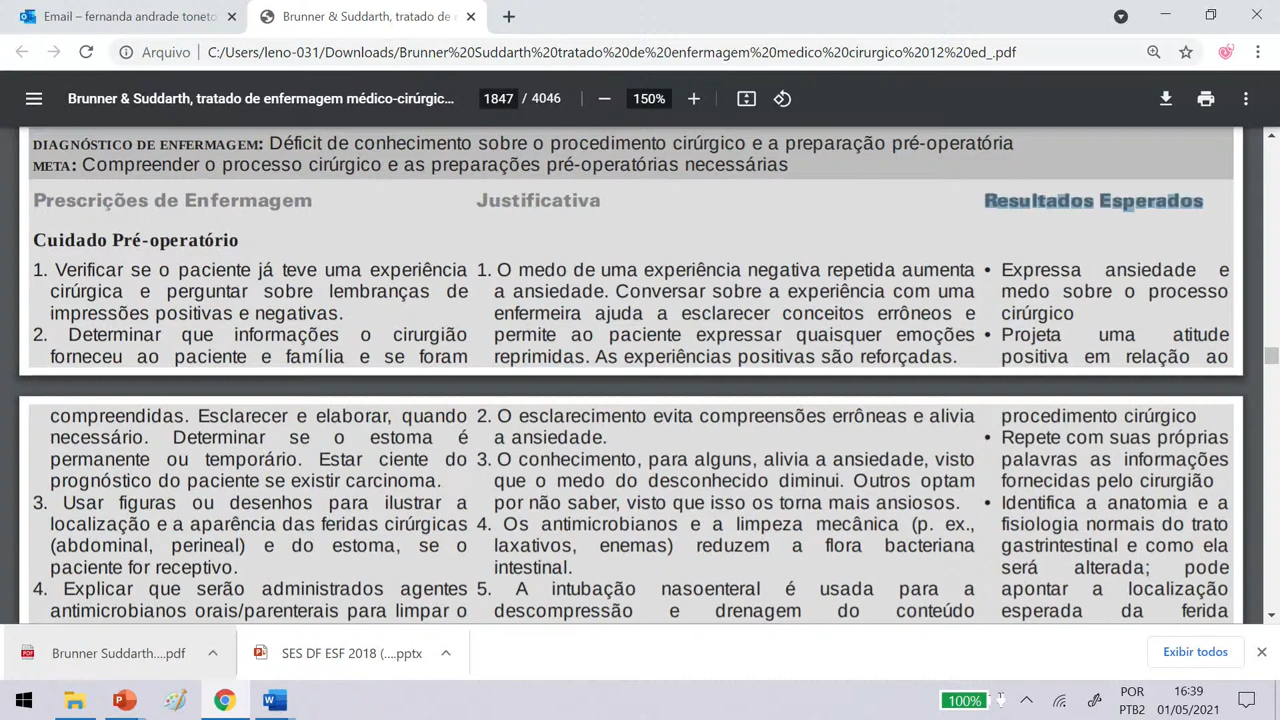 Email – fernanda andrade toneto
Brunner & Suddarth, tratado de e
Arquivo
C:/Users/leno-031/Downloads/Brunner%20Suddarth%20tratado%20de%20enfermagem%20medico%20cirurgico%2012%20ed_.pdf
Brunner & Suddarth, tratado de enfermagem médico-cirúrgic...
1847 / 4046
150%
DIAGNÓSTICO DE ENFERMAGEM: Déficit de conhecimento sobre o procedimento cirúrgico e a preparação pré-operatória
META: Compreender o processo cirúrgico e as preparações pré-operatórias necessárias
Prescrições de Enfermagem
Justificativa
Resultados Esperados
Cuidado Pré-operatório
1. Verificar se o paciente já teve uma experiência
cirúrgica e perguntar sobre lembranças de
impressões positivas e negativas.
2. Determinar que informações o cirurgião
forneceu ao paciente e família e se foram
compreendidas. Esclarecer e elaborar, quando
necessário. Determinar se o estoma é
permanente ou temporário. Estar ciente do
prognóstico do paciente se existir carcinoma.
3. Usar figuras ou desenhos para ilustrar a
localização e a aparência das feridas cirúrgicas
(abdominal, perineal) e do estoma, se o
paciente for receptivo.
4. Explicar que serão administrados agentes
antimicrobianos orais/parenterais para limpar o
1. O medo de uma experiência negativa repetida aumenta
a ansiedade. Conversar sobre a experiência com uma
enfermeira ajuda a esclarecer conceitos errôneos e
permite ao paciente expressar quaisquer emoções
reprimidas. As experiências positivas são reforçadas.
2. O esclarecimento evita compreensões errôneas e alivia
a ansiedade.
3. O conhecimento, para alguns, alivia a ansiedade, visto
que o medo do desconhecido diminui. Outros optam
por não saber, visto que isso os torna mais ansiosos.
4. Os antimicrobianos e a limpeza mecânica (p. ex.,
laxativos, enemas) reduzem a flora bacteriana
intestinal.
5. A intubação nasoenteral é usada para a
descompressão e drenagem do conteúdo
• Expressa ansiedade e
medo sobre o processo
cirúrgico
• Projeta uma atitude
positiva em relação ao
procedimento cirúrgico
• Repete com suas próprias
palavras as informações
fornecidas pelo cirurgião
• Identifica a anatomia e a
fisiologia normais do trato
gastrintestinal e como ela
será alterada; pode
apontar a localização
esperada da ferida
Brunner Suddarth....pdf
SES DF ESF 2018 (....pptx
Exibir todos
100%
POR
PTB2
16:39
01/05/2021